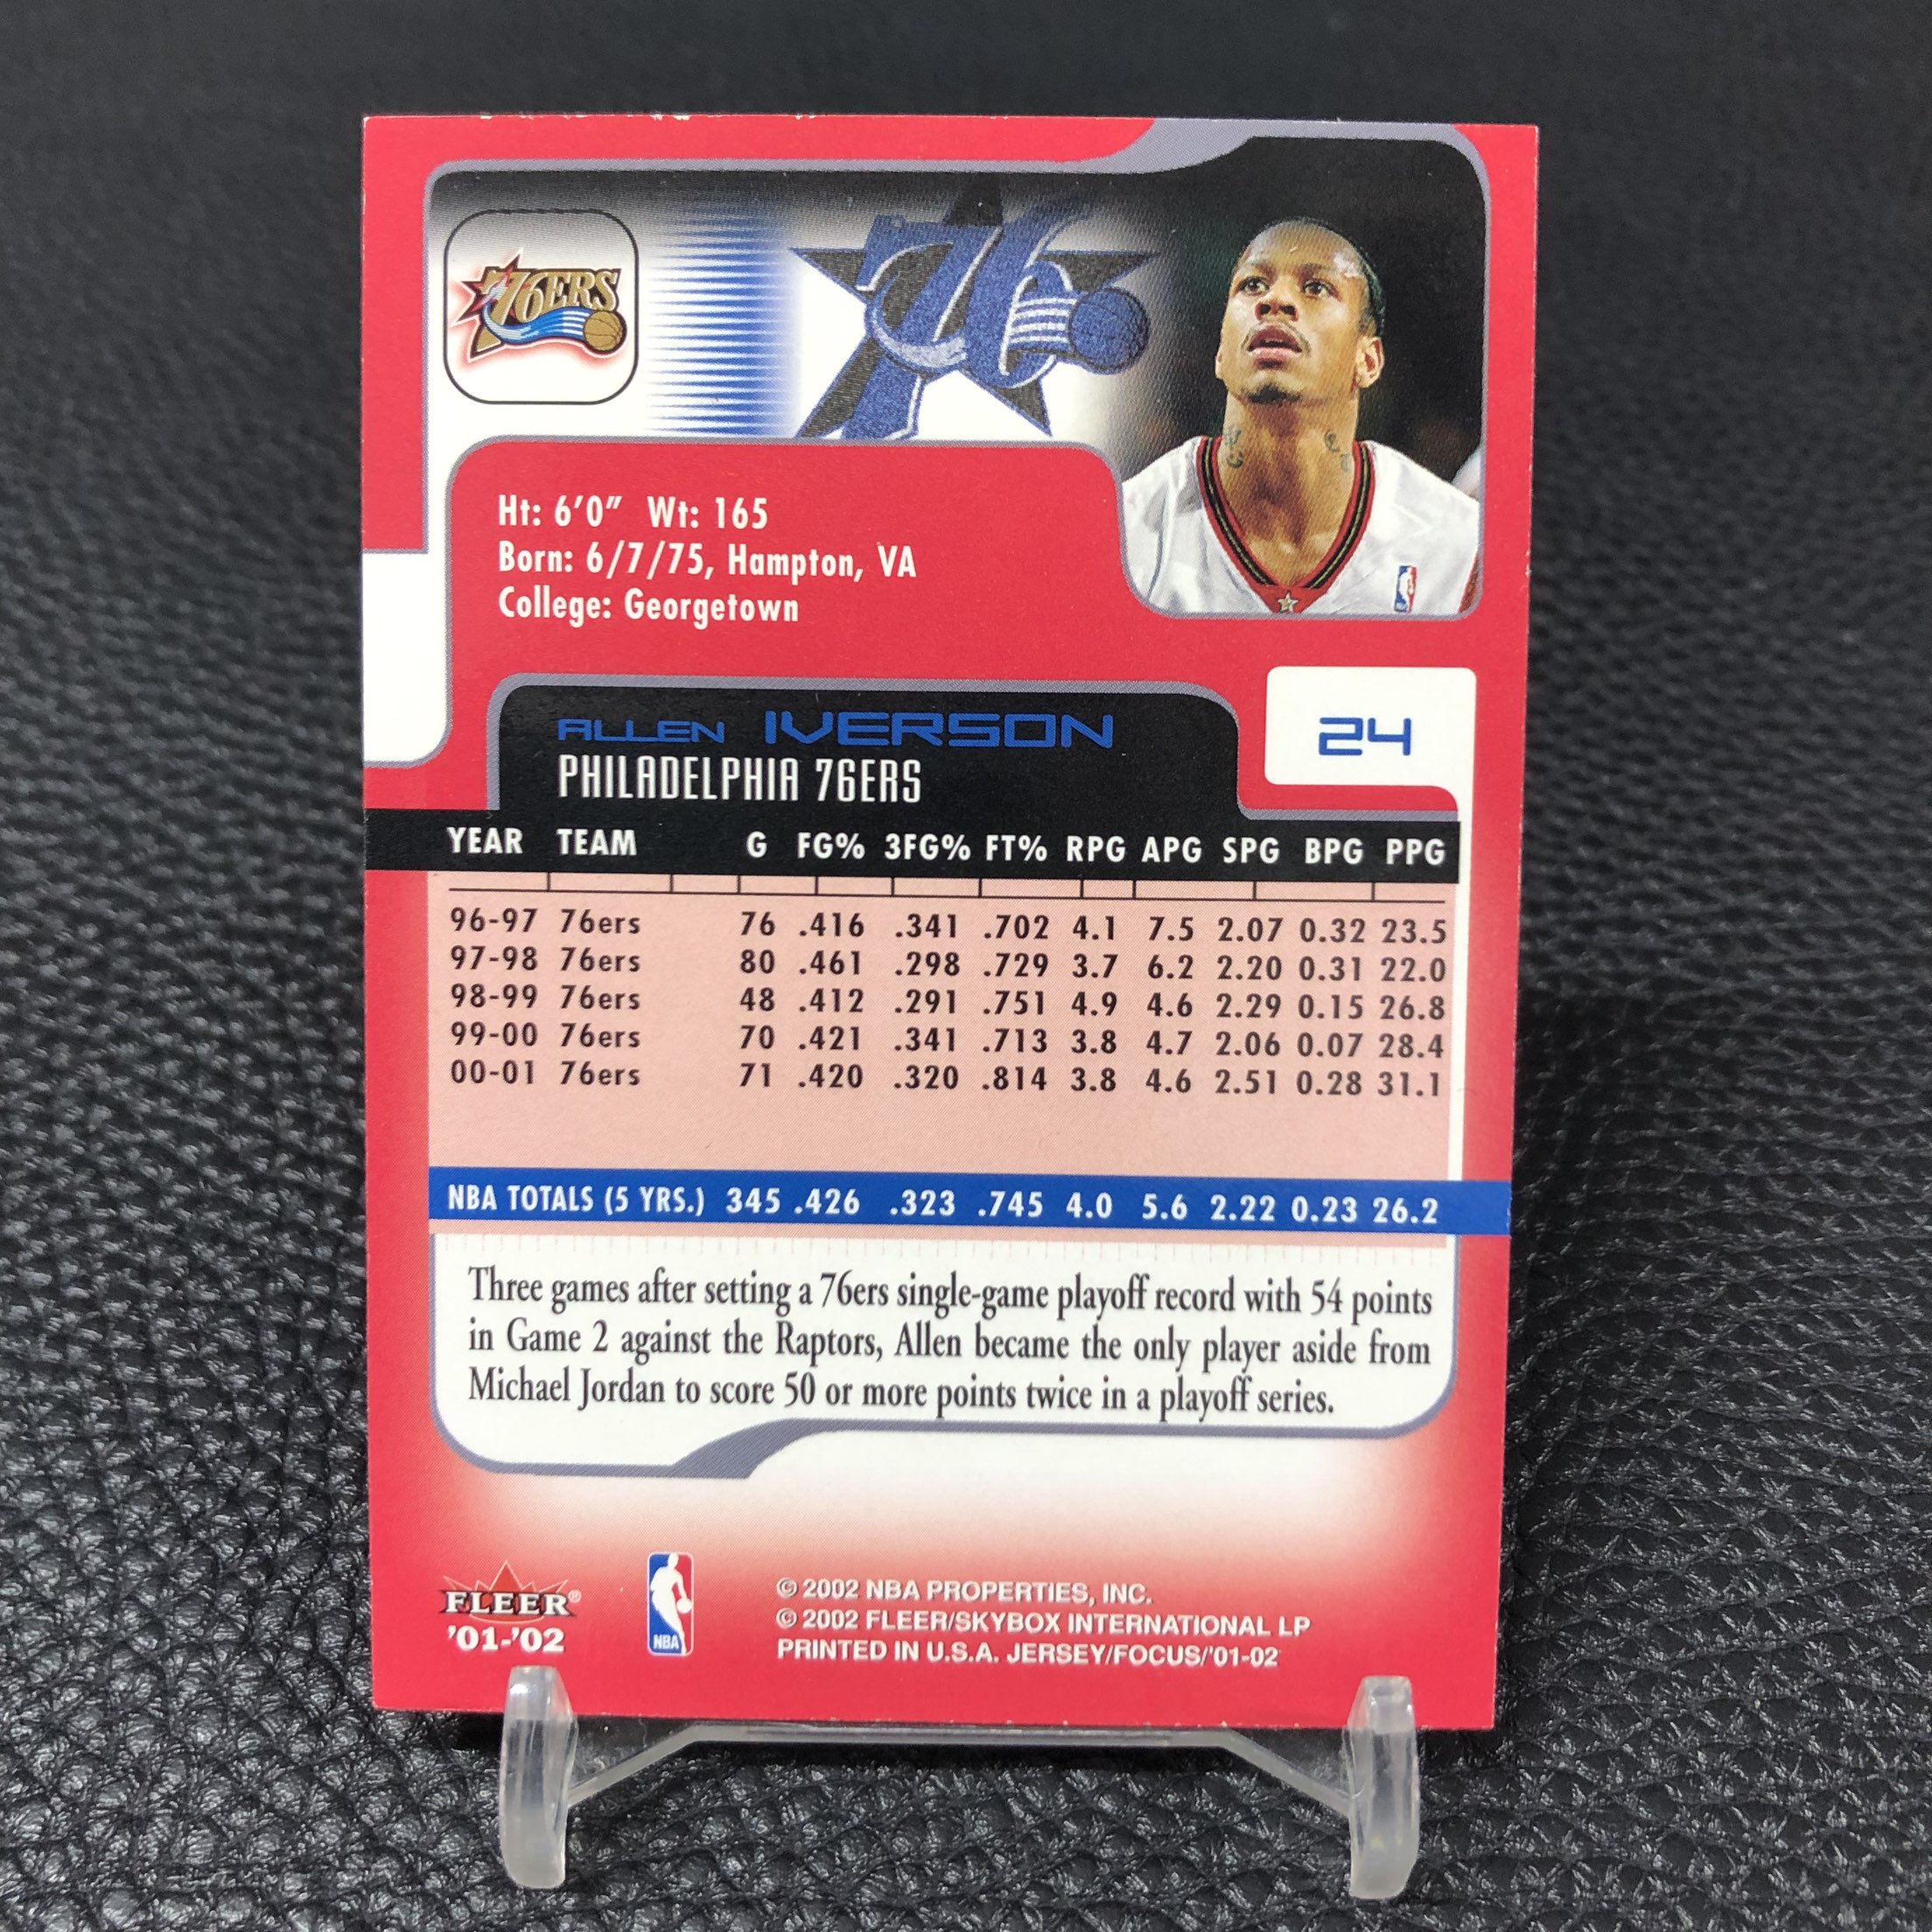 76ERS
76
Ht: 6'0" Wt: 165
Born: 6/7/75, Hampton, VA
College: Georgetown
ALLEN IVERSON
24
PHILADELPHIA 76ERS
YEAR TEAM G FG% 3FG% FT% RPG APG SPG BPG PPG
96-97 76ers 76 .416 .341 .702 4.1 7.5 2.07 0.32 23.5
97-98 76ers 80 .461 .298 .729 3.7 6.2 2.20 0.31 22.0
98-99 76ers 48 .412 .291 .751 4.9 4.6 2.29 0.15 26.8
99-00 76ers 70 .421 .341 .713 3.8 4.7 2.06 0.07 28.4
00-01 76ers 71 .420 .320 .814 3.8 4.6 2.51 0.28 31.1
NBA TOTALS (5 YRS.) 345 .426 .323 .745 4.0 5.6 2.22 0.23 26.2
Three games after setting a 76ers single-game playoff record with 54 points
in Game 2 against the Raptors, Allen became the only player aside from
Michael Jordan to score 50 or more points twice in a playoff series.
FLEER®
'01-'02
NBA
© 2002 NBA PROPERTIES, INC.
© 2002 FLEER/SKYBOX INTERNATIONAL LP
PRINTED IN U.S.A. JERSEY/FOCUS/'01-02